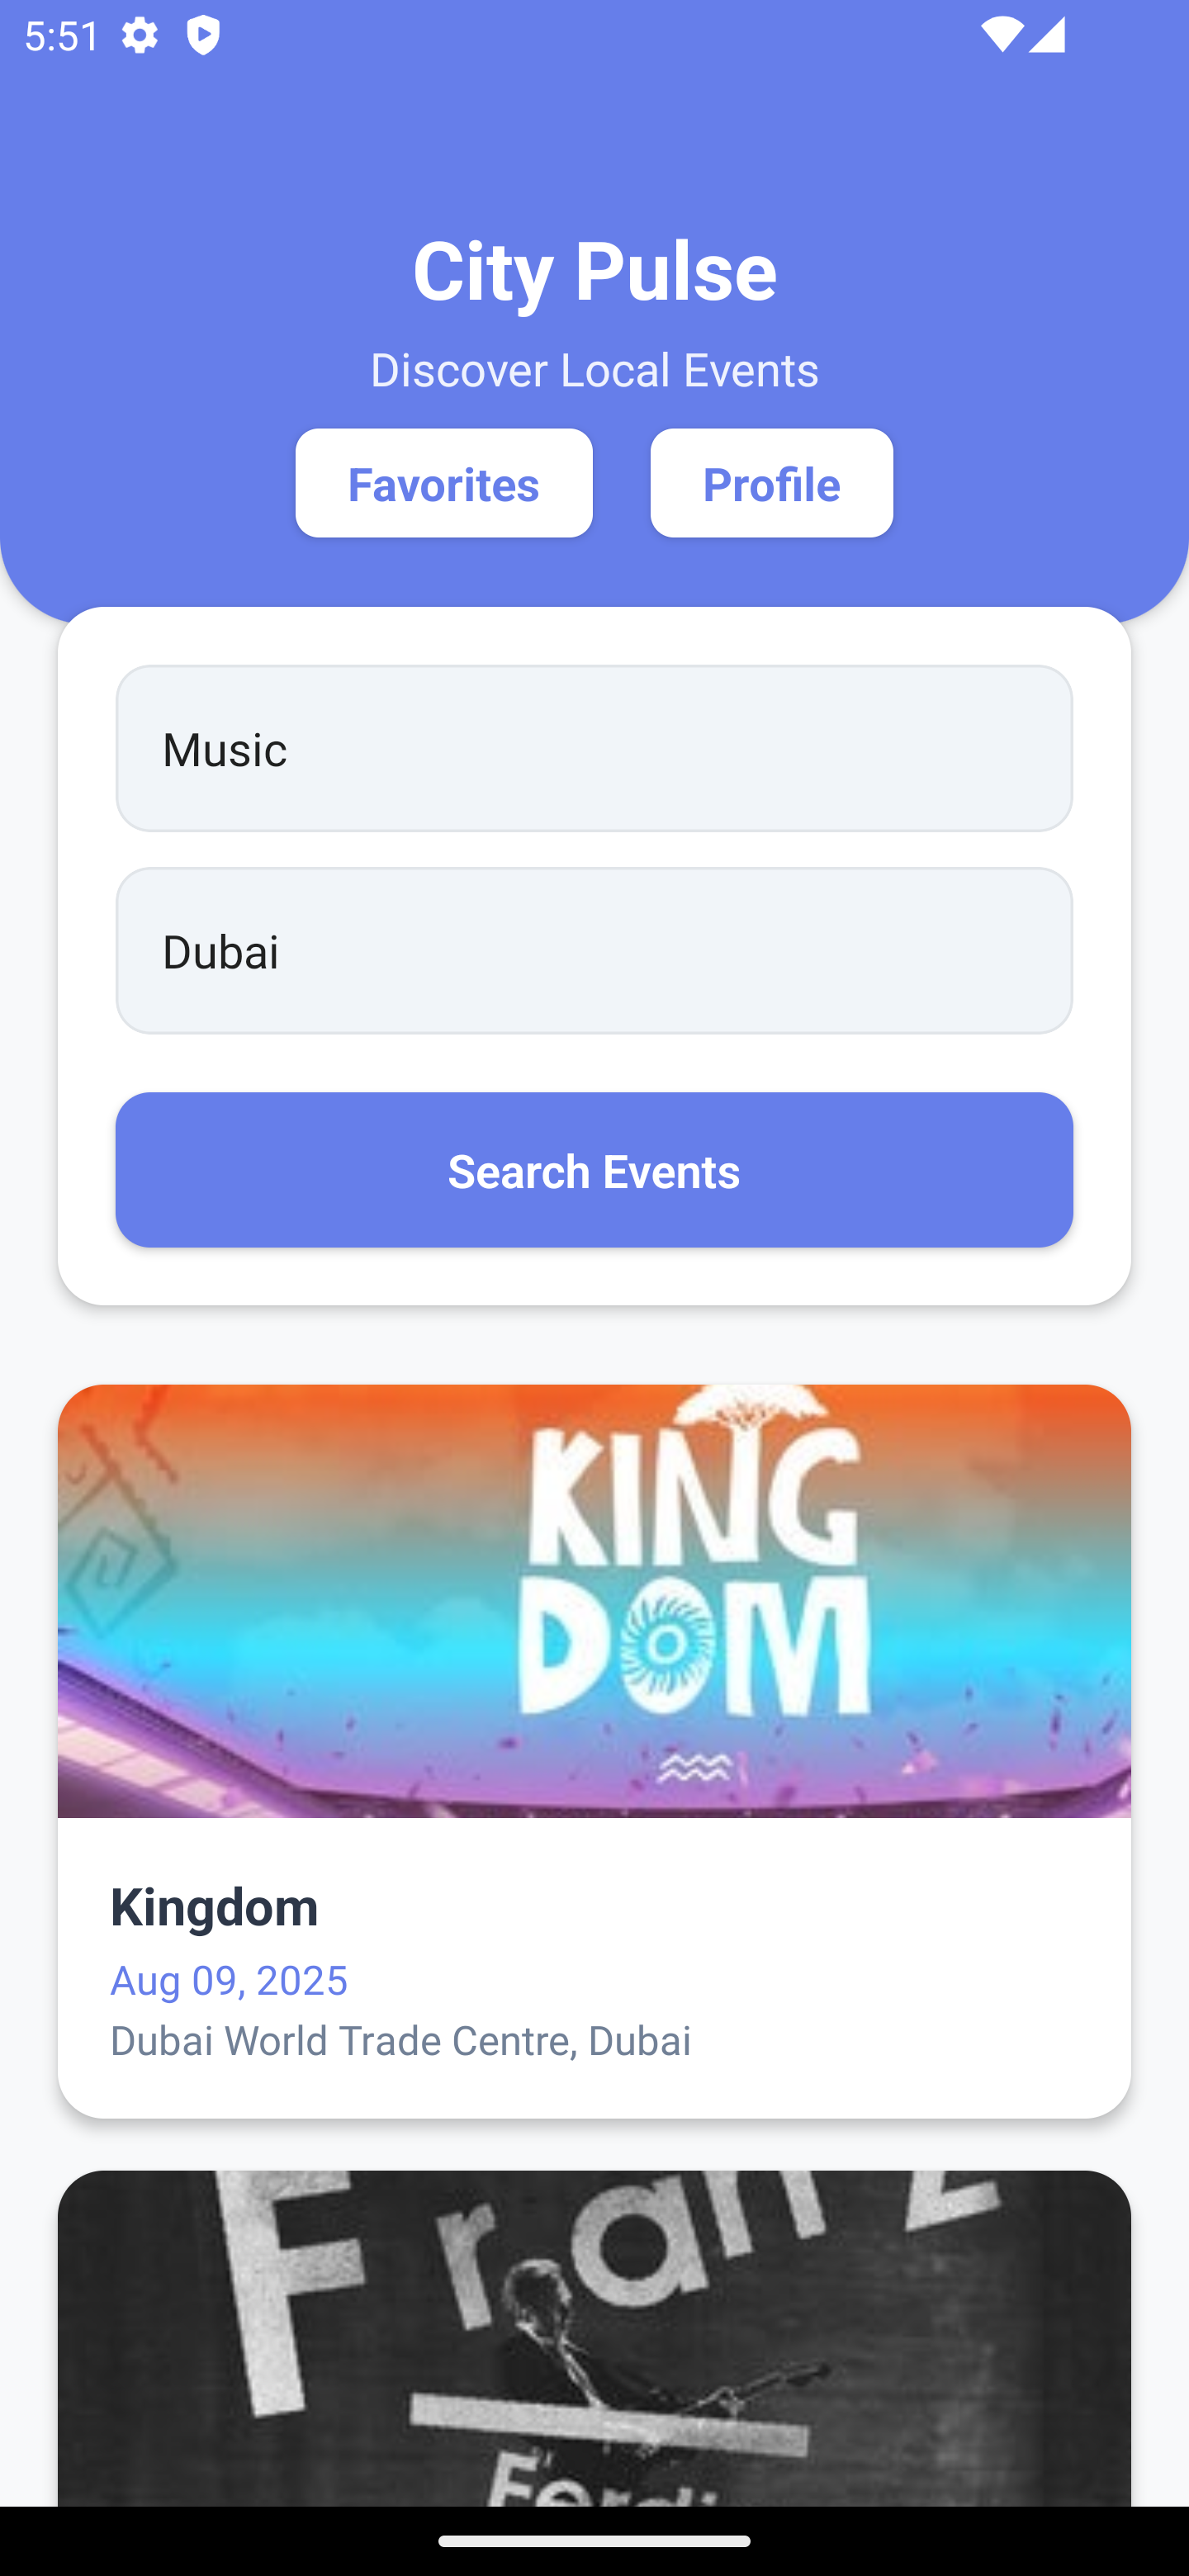 5:51
City Pulse
Discover Local Events
Favorites Profile
Music
Dubai
Search Events
KING
DOM
Kingdom
Aug 09, 2025
Dubai World Trade Centre, Dubai
Franz
Ferdi